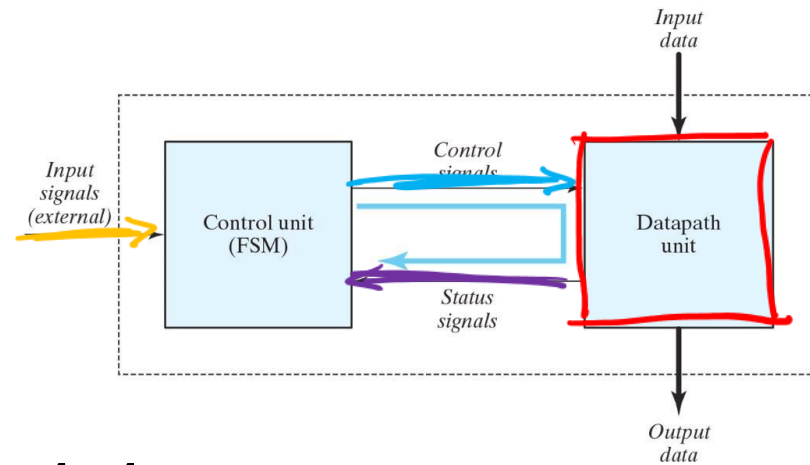 Input
data
Control
signals
Input
signals
(external)
Control unit
(FSM)
Datapath
unit
Status
signals
Output
data